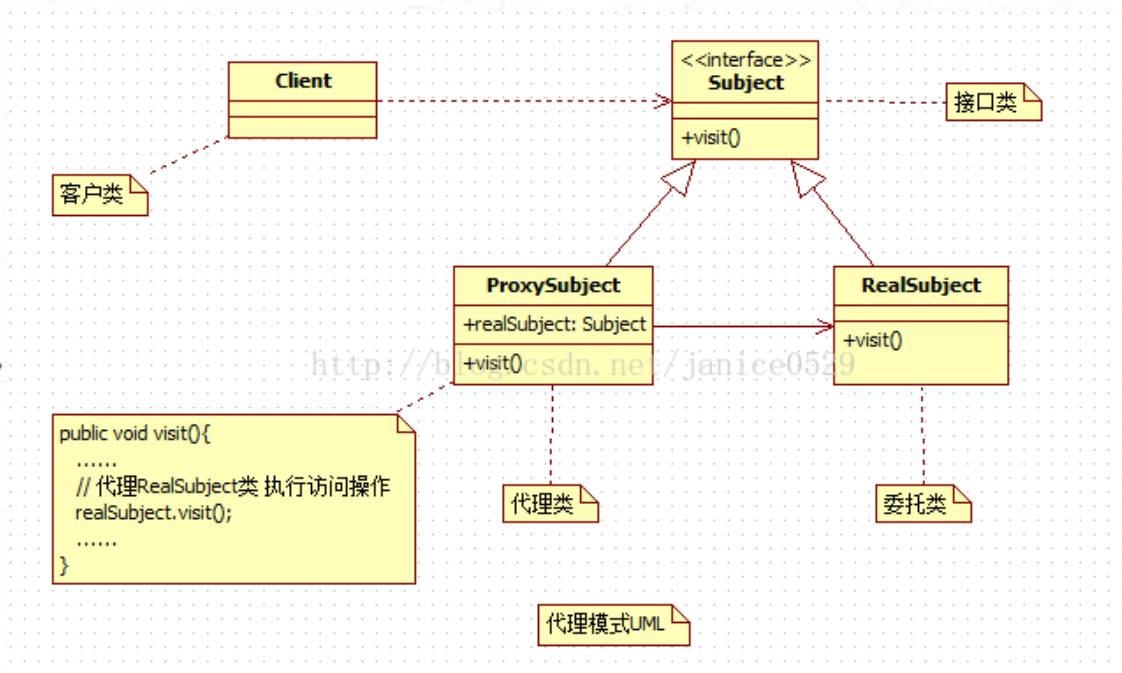 <<interface>>
Subject
+visit()
Client
接口类
客户类
ProxySubject
+realSubject: Subject
+visit()
RealSubject
+visit()
http://blog.csdn.net/janice0529
public void visit(){
......
// 代理RealSubject类 执行访问操作
realSubject.visit();
......
}
代理类
委托类
代理模式UML